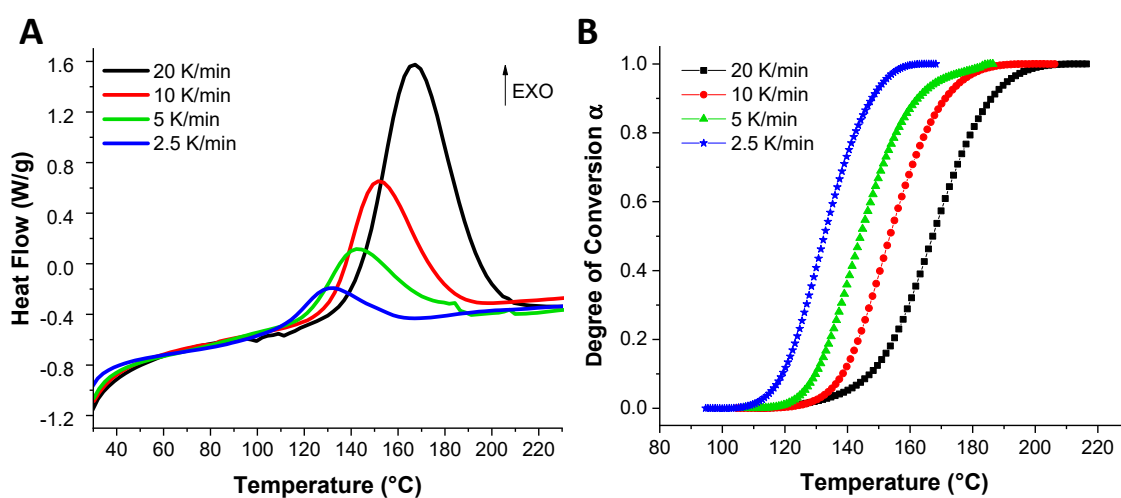 A
20 K/min
10 K/min
5 K/min
2.5 K/min
EXO
1.6
1.2
0.8
0.4
0.0
-0.4
-0.8
-1.2
Heat Flow (W/g)
40 60 80 100 120 140 160 180 200 220
Temperature (°C)
B
20 K/min
10 K/min
5 K/min
2.5 K/min
1.0
0.8
0.6
0.4
0.2
0.0
Degree of Conversion α
80 100 120 140 160 180 200 220
Temperature (°C)